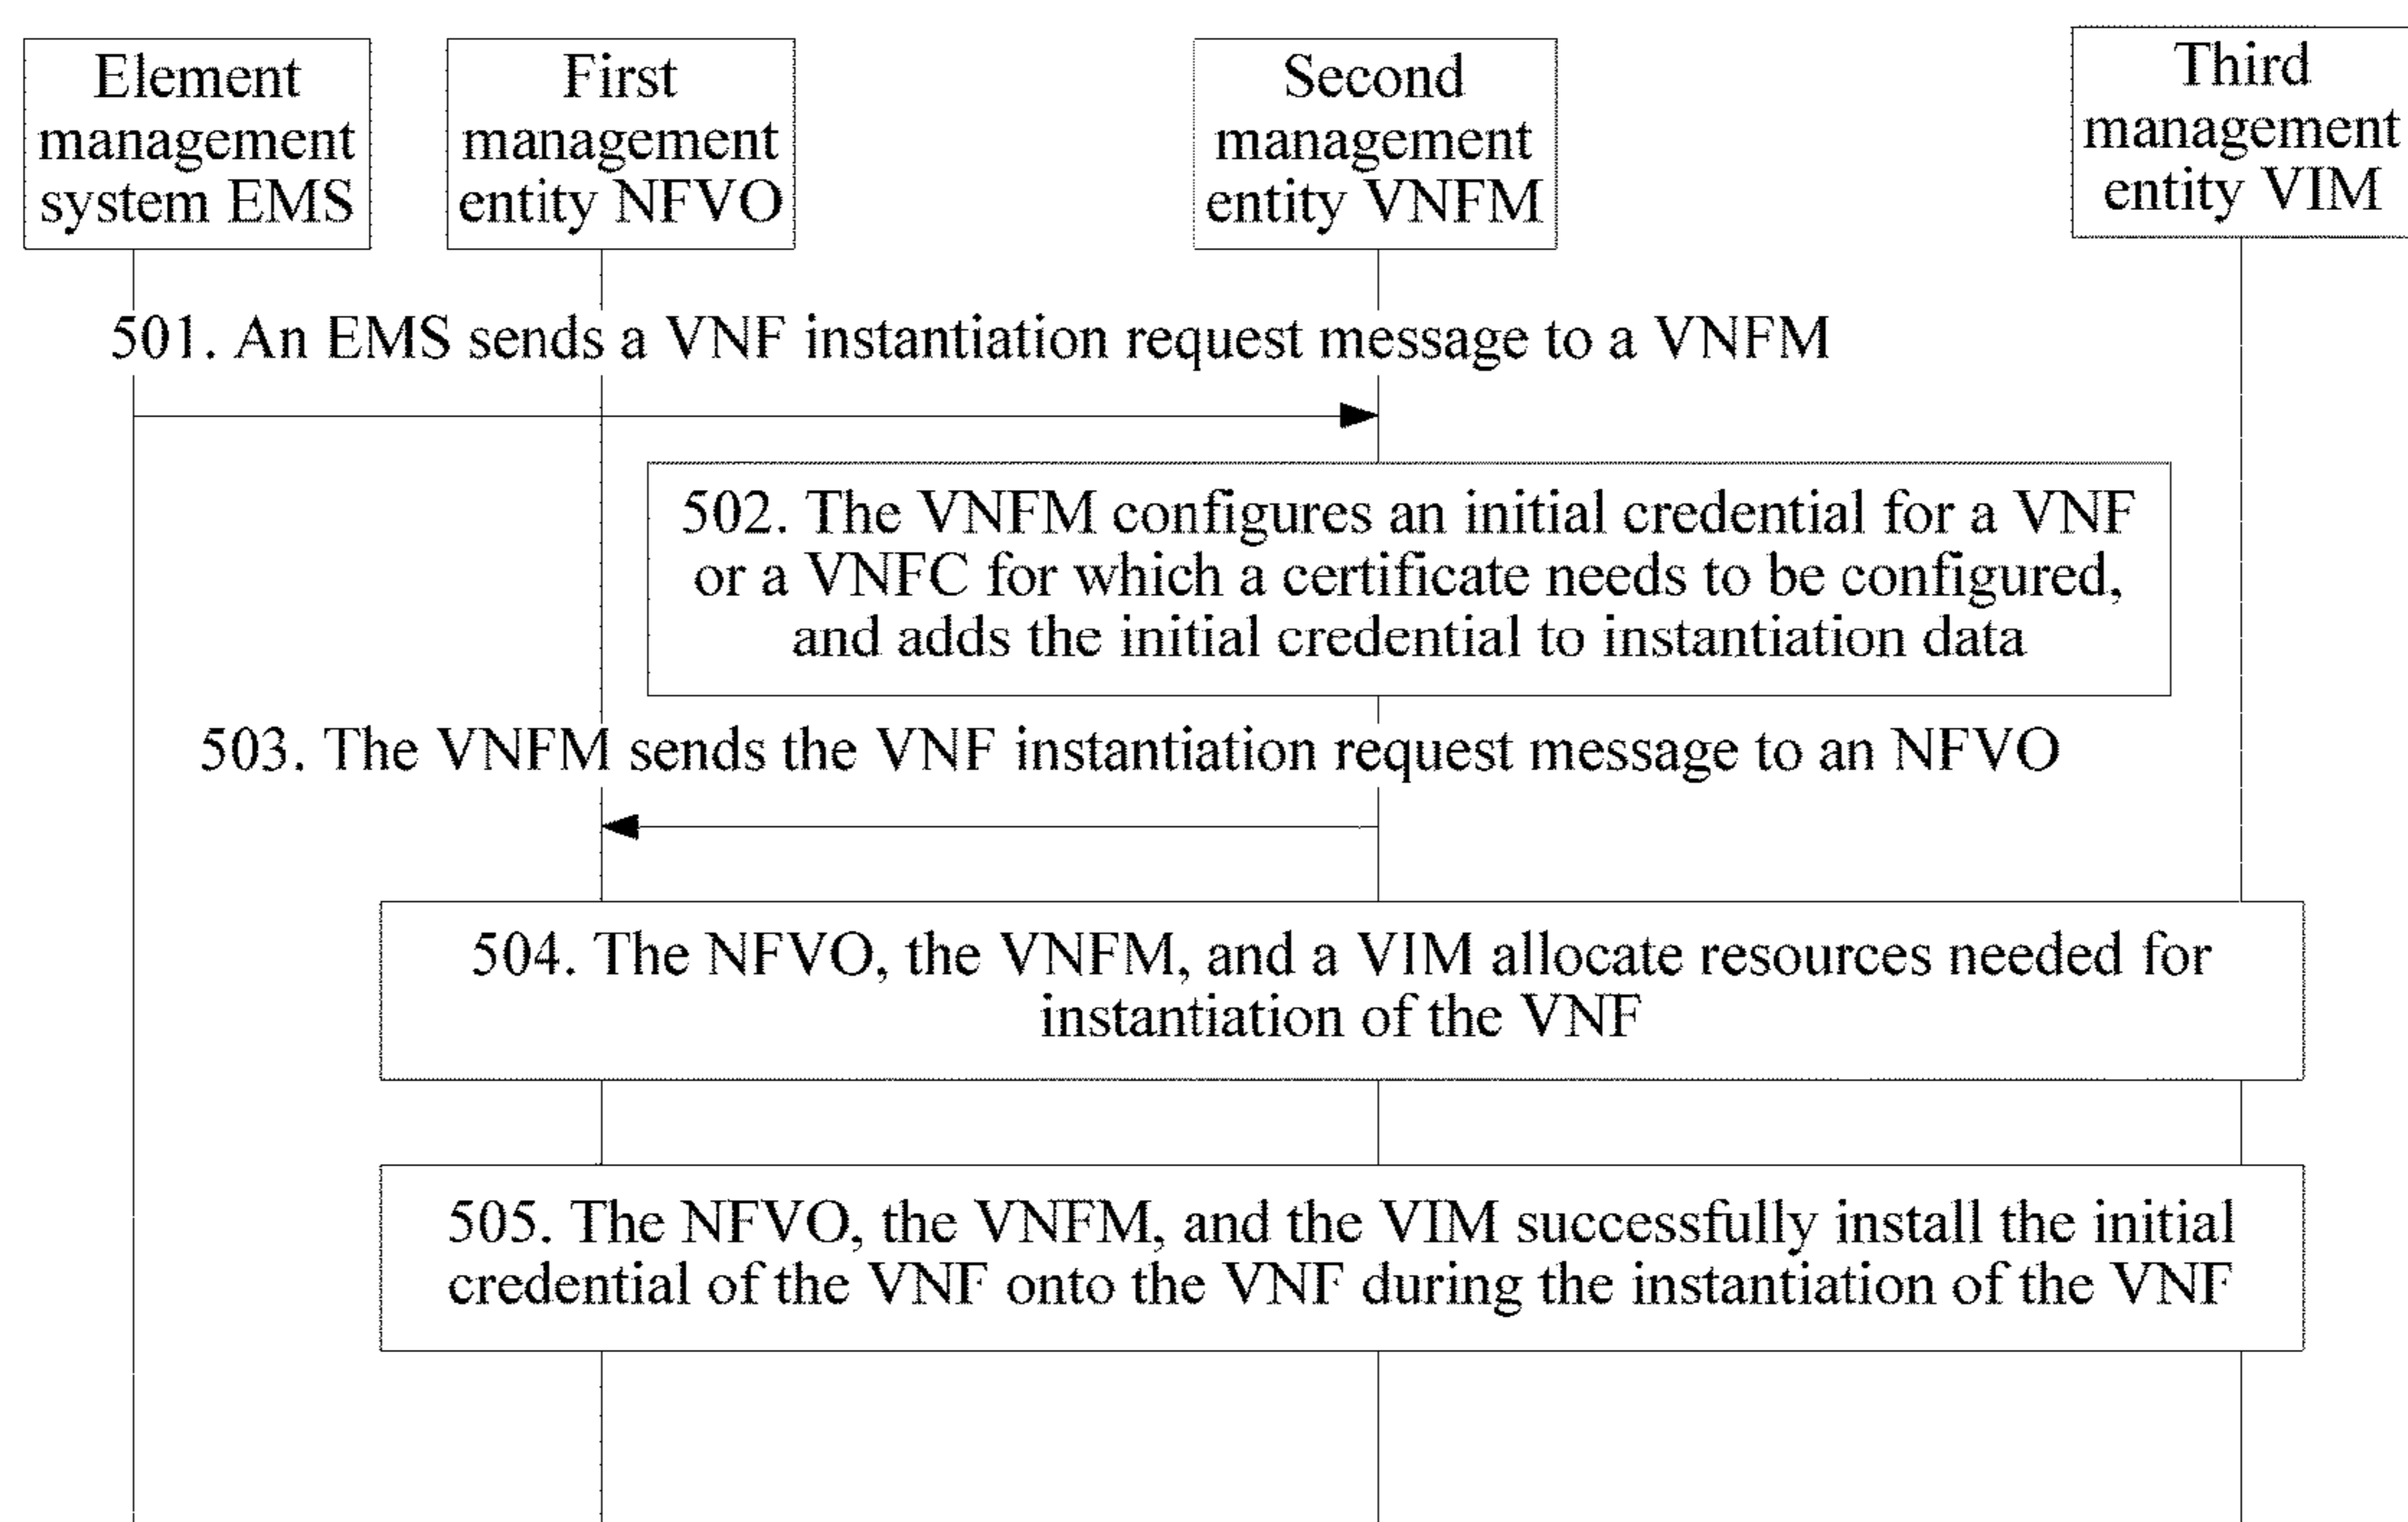 Element
management
system EMS
First
management
entity NFVO
Second
management
entity VNFM
Third
management
entity VIM
501. An EMS sends a VNF instantiation request message to a VNFM
502. The VNFM configures an initial credential for a VNF
or a VNFC for which a certificate needs to be configured,
and adds the initial credential to instantiation data
503. The VNFM sends the VNF instantiation request message to an NFVO
504. The NFVO, the VNFM, and a VIM allocate resources needed for
instantiation of the VNF
505. The NFVO, the VNFM, and the VIM successfully install the initial
credential of the VNF onto the VNF during the instantiation of the VNF